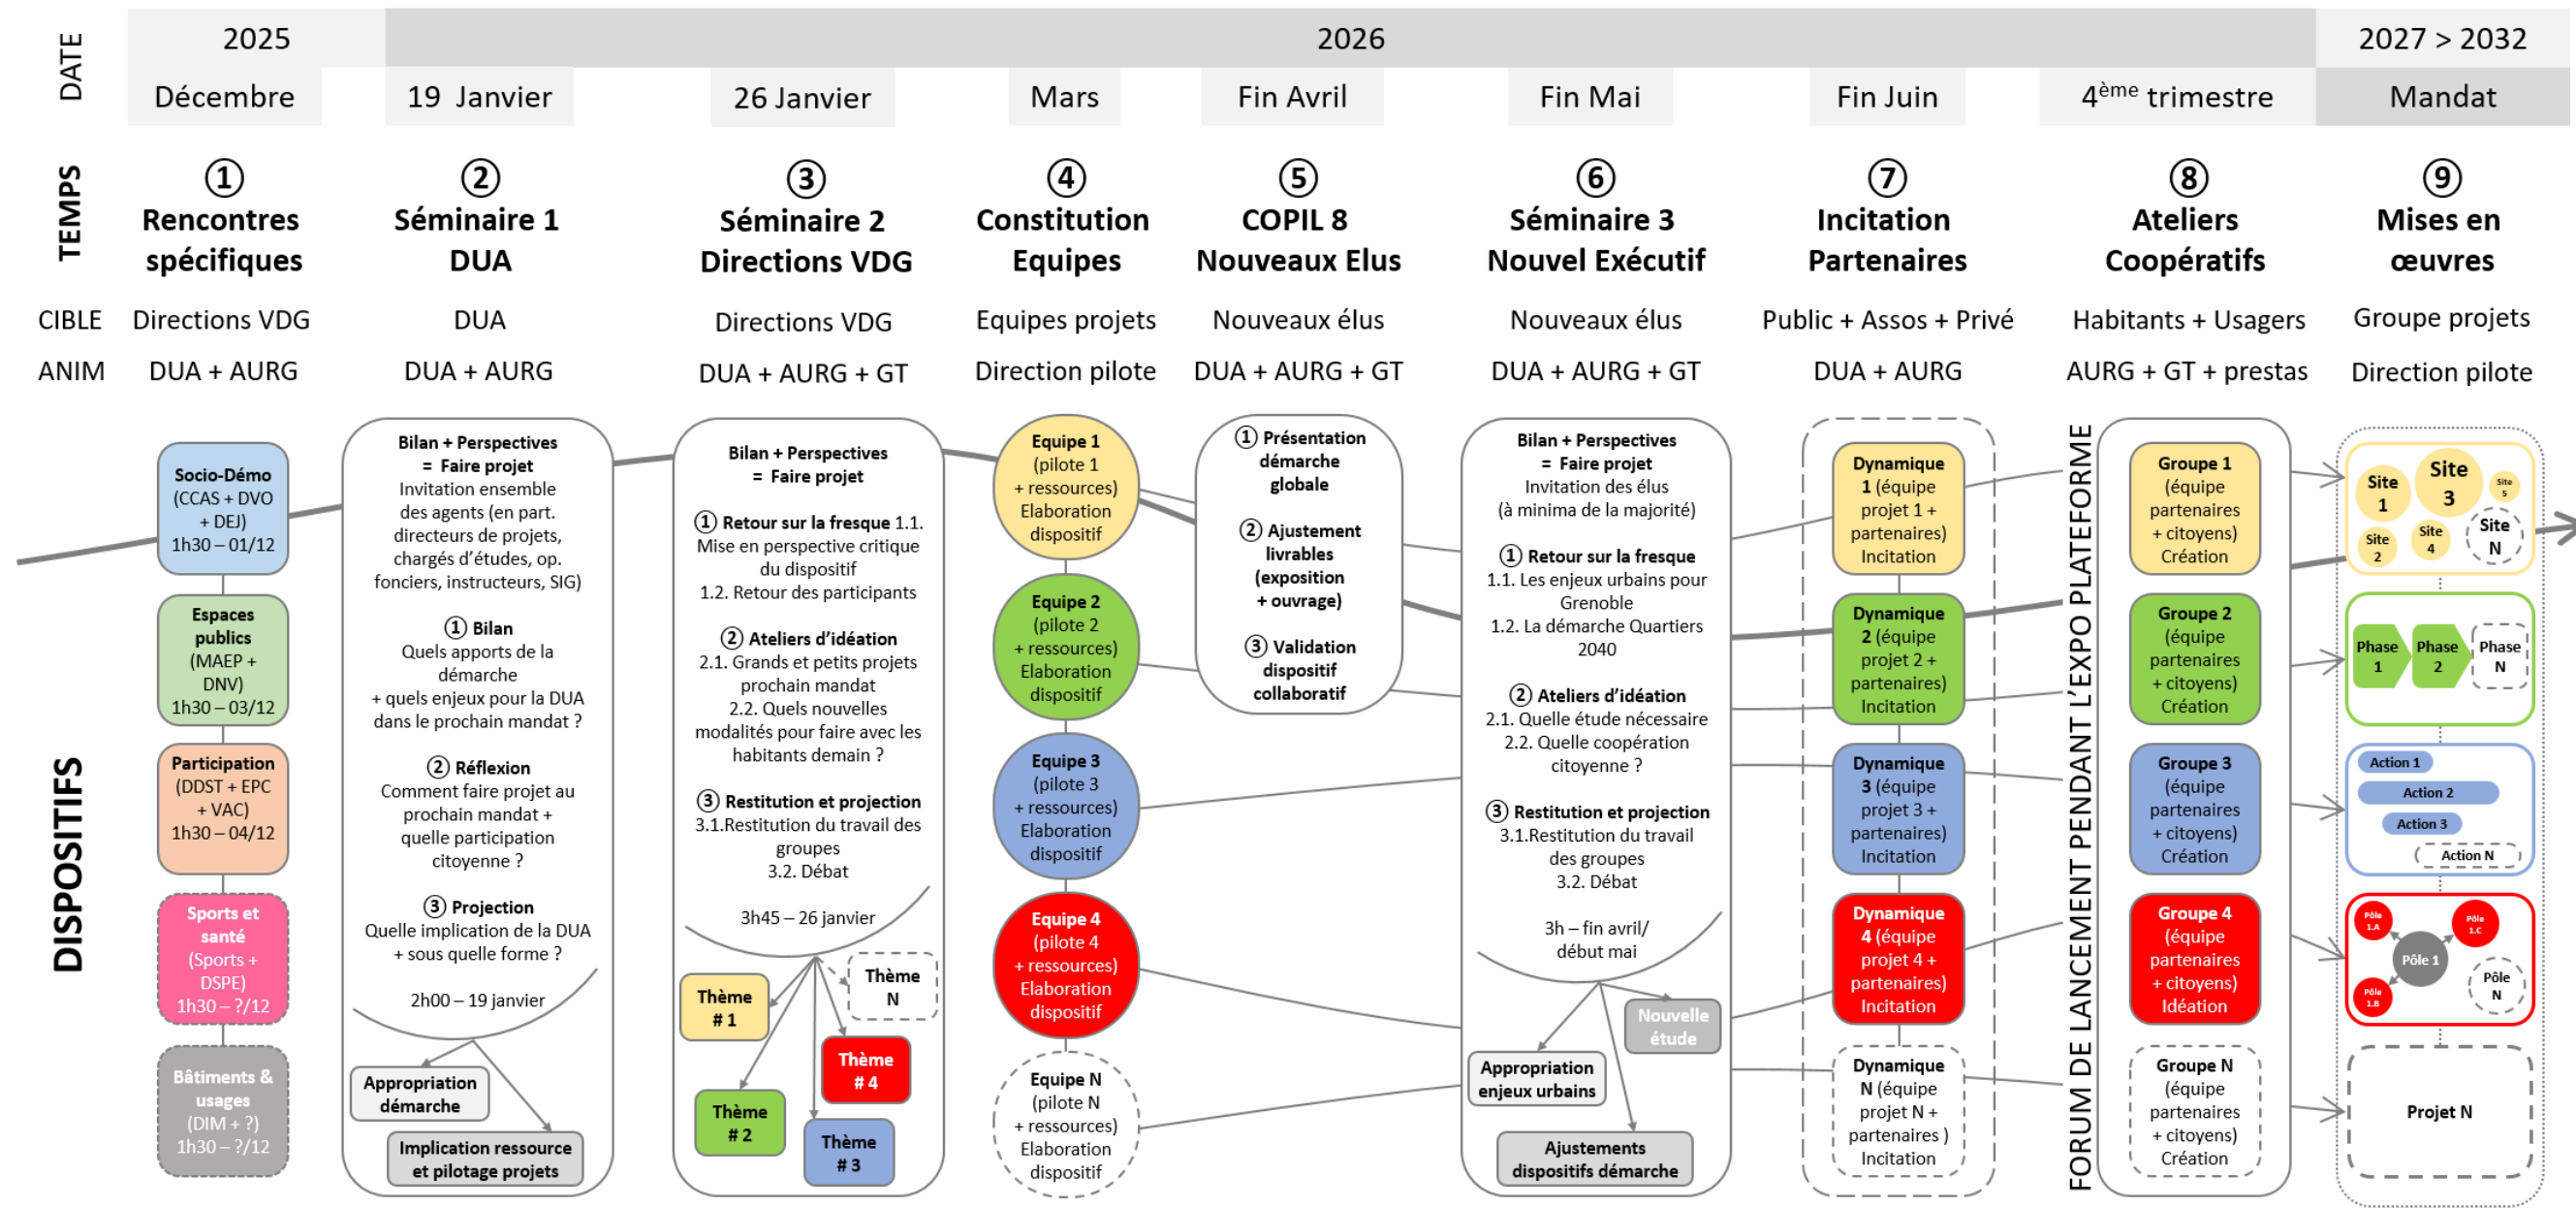 DATE
2025
2026
2027 > 2032
Décembre
19 Janvier
26 Janvier
Mars
Fin Avril
Fin Mai
Fin Juin
4ème trimestre
Mandat
TEMPS
① Rencontres
spécifiques
② Séminaire 1
DUA
③ Séminaire 2
Directions VDG
④ Constitution
Equipes
⑤ COPIL 8
Nouveaux Elus
⑥ Séminaire 3
Nouvel Exécutif
⑦ Incitation
Partenaires
⑧ Ateliers
Coopératifs
⑨ Mises en
œuvres
CIBLE
Directions VDG
DUA
Directions VDG
Equipes projets
Nouveaux élus
Nouveaux élus
Public + Assos + Privé
Habitants + Usagers
Groupe projets
ANIM
DUA + AURG
DUA + AURG
DUA + AURG + GT
Direction pilote
DUA + AURG + GT
DUA + AURG + GT
DUA + AURG
AURG + GT + prestas
Direction pilote
DISPOSITIFS
Socio-Démo
(CCAS + DVO
+ DEJ)
1h30 – 01/12
Espaces
publics
(MAEP +
DNV)
1h30 – 03/12
Participation
(DDST + EPC
+ VAC)
1h30 – 04/12
Sports et
santé
(Sports +
DSPE)
1h30 – ?/12
Bâtiments &
usages
(DIM + ?)
1h30 – ?/12
Bilan + Perspectives
= Faire projet
Invitation ensemble
des agents (en part.
directeurs de projets,
chargés d’études, op.
fonciers, instructeurs, SIG)
① Bilan
Quels apports de la
démarche
+ quels enjeux pour la DUA
dans le prochain mandat ?
② Réflexion
Comment faire projet au
prochain mandat +
quelle participation
citoyenne ?
③ Projection
Quelle implication de la DUA
+ sous quelle forme ?
2h00 – 19 janvier
Appropriation
démarche
Implication ressource
et pilotage projets
Bilan + Perspectives
= Faire projet
① Retour sur la fresque 1.1.
Mise en perspective critique
du dispositif
1.2. Retour des participants
② Ateliers d’idéation
2.1. Grands et petits projets
prochain mandat
2.2. Quels nouvelles
modalités pour faire avec les
habitants demain ?
③ Restitution et projection
3.1.Restitution du travail des
groupes
3.2. Débat
3h45 – 26 janvier
Thème
# 1
Thème
# 2
Thème
# 3
Thème
# 4
Thème
N
Equipe 1
(pilote 1
+ ressources)
Elaboration
dispositif
Equipe 2
(pilote 2
+ ressources)
Elaboration
dispositif
Equipe 3
(pilote 3
+ ressources)
Elaboration
dispositif
Equipe 4
(pilote 4
+ ressources)
Elaboration
dispositif
Equipe N
(pilote N
+ ressources)
Elaboration
dispositif
① Présentation
démarche
globale
② Ajustement
livrables
(exposition
+ ouvrage)
③ Validation
dispositif
collaboratif
Bilan + Perspectives
= Faire projet
Invitation des élus
(à minima de la majorité)
① Retour sur la fresque
1.1. Les enjeux urbains pour
Grenoble
1.2. La démarche Quartiers
2040
② Ateliers d’idéation
2.1. Quelle étude nécessaire
2.2. Quelle coopération
citoyenne ?
③ Restitution et projection
3.1.Restitution du travail
des groupes
3.2. Débat
3h – fin avril/
début mai
Nouvelle
étude
Appropriation
enjeux urbains
Ajustements
dispositifs démarche
Dynamique
1 (équipe
projet 1 +
partenaires)
Incitation
Dynamique
2 (équipe
projet 2 +
partenaires)
Incitation
Dynamique
3 (équipe
projet 3 +
partenaires)
Incitation
Dynamique
4 (équipe
projet 4 +
partenaires)
Incitation
Dynamique
N (équipe
projet N +
partenaires )
Incitation
FORUM DE LANCEMENT PENDANT L’EXPO PLATEFORME
Groupe 1
(équipe
partenaires
+ citoyens)
Création
Groupe 2
(équipe
partenaires
+ citoyens)
Création
Groupe 3
(équipe
partenaires
+ citoyens)
Création
Groupe 4
(équipe
partenaires
+ citoyens)
Idéation
Groupe N
(équipe
partenaires
+ citoyens)
Création
Site
1
Site
3
Site
5
Site
2
Site
4
Site
N
Phase
1
Phase
2
Phase
N
Action 1
Action 2
Action 3
Action N
Pôle
1.A
Pôle
1.C
Pôle 1
Pôle
1.B
Pôle
N
Projet N